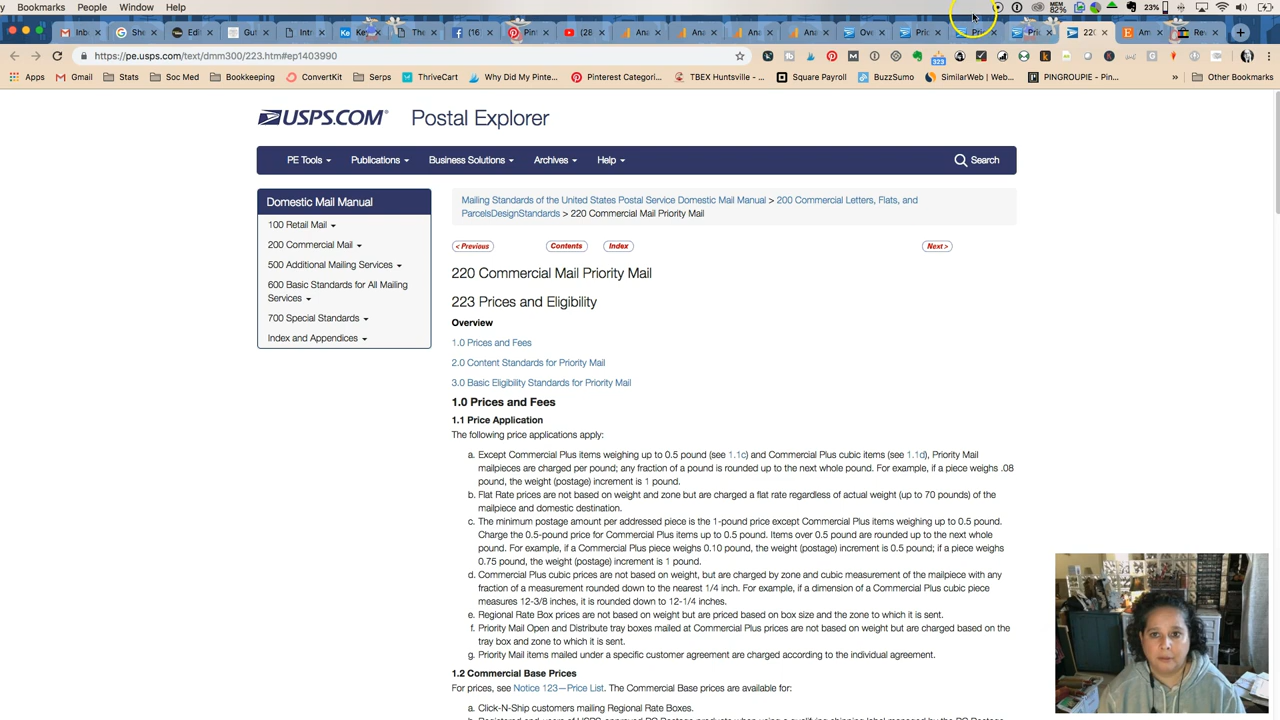 Bookmarks People Window Help MEM 82% 23%
Inb She Edi Gut Intr Ke The (16 Pint (28 Ana Ana Ana Ana Ove Pric Pric Pric 220 Am Rev
https://pe.usps.com/text/dmm300/223.htm#ep1403990 323
Apps Gmail Stats Soc Med Bookkeeping ConvertKit Serps ThriveCart Why Did My Pinte... Pinterest Categori... TBEX Huntsville - ... Square Payroll BuzzSumo SimilarWeb | Web... PINGROUPIE - Pin... Other Bookmarks
USPS.COM® Postal Explorer
PE Tools Publications Business Solutions Archives Help Search
Domestic Mail Manual
100 Retail Mail
200 Commercial Mail
500 Additional Mailing Services
600 Basic Standards for All Mailing
Services
700 Special Standards
Index and Appendices
Mailing Standards of the United States Postal Service Domestic Mail Manual > 200 Commercial Letters, Flats, and
ParcelsDesignStandards > 220 Commercial Mail Priority Mail
< Previous Contents Index Next >
220 Commercial Mail Priority Mail
223 Prices and Eligibility
Overview
1.0 Prices and Fees
2.0 Content Standards for Priority Mail
3.0 Basic Eligibility Standards for Priority Mail
1.0 Prices and Fees
1.1 Price Application
The following price applications apply:
a. Except Commercial Plus items weighing up to 0.5 pound (see 1.1c) and Commercial Plus cubic items (see 1.1d), Priority Mail
mailpieces are charged per pound; any fraction of a pound is rounded up to the next whole pound. For example, if a piece weighs .08
pound, the weight (postage) increment is 1 pound.
b. Flat Rate prices are not based on weight and zone but are charged a flat rate regardless of actual weight (up to 70 pounds) of the
mailpiece and domestic destination.
c. The minimum postage amount per addressed piece is the 1-pound price except Commercial Plus items weighing up to 0.5 pound.
Charge the 0.5-pound price for Commercial Plus items up to 0.5 pound. Items over 0.5 pound are rounded up to the next whole
pound. For example, if a Commercial Plus piece weighs 0.10 pound, the weight (postage) increment is 0.5 pound; if a piece weighs
0.75 pound, the weight (postage) increment is 1 pound.
d. Commercial Plus cubic prices are not based on weight, but are charged by zone and cubic measurement of the mailpiece with any
fraction of a measurement rounded down to the nearest 1/4 inch. For example, if a dimension of a Commercial Plus cubic piece
measures 12-3/8 inches, it is rounded down to 12-1/4 inches.
e. Regional Rate Box prices are not based on weight but are priced based on box size and the zone to which it is sent.
f. Priority Mail Open and Distribute tray boxes mailed at Commercial Plus prices are not based on weight but are charged based on the
tray box and zone to which it is sent.
g. Priority Mail items mailed under a specific customer agreement are charged according to the individual agreement.
1.2 Commercial Base Prices
For prices, see Notice 123—Price List. The Commercial Base prices are available for:
a. Click-N-Ship customers mailing Regional Rate Boxes.